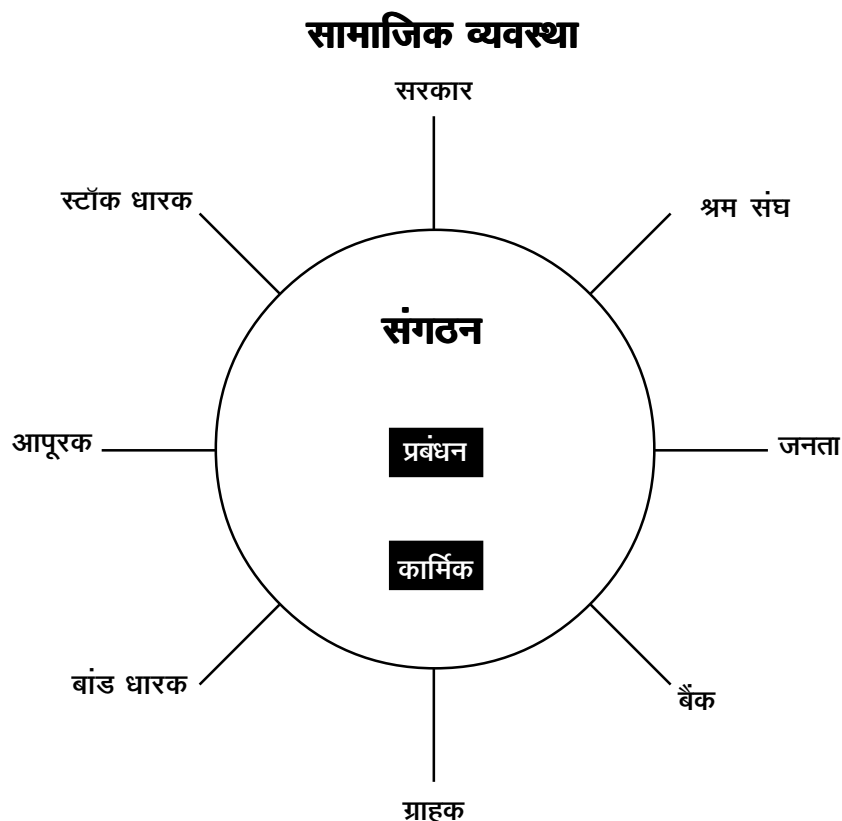 सामाजिक व्यवस्था
सरकार
स्टॉक धारक
श्रम संघ
संगठन
आपूरक
प्रबंधन
जनता
कार्मिक
बांड धारक
बैंक
ग्राहक